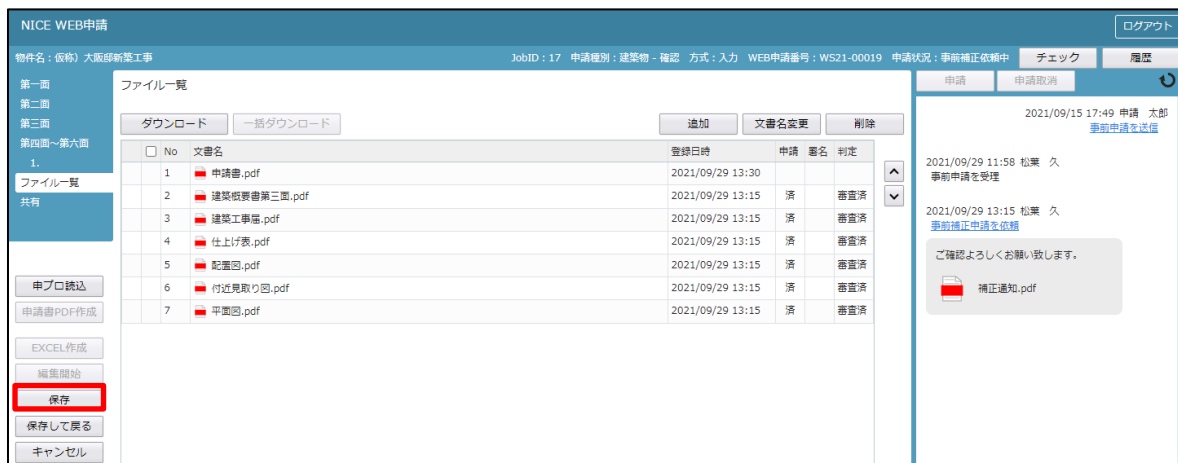 NICE WEB申請
ログアウト
物件名：仮称）大阪邸新築工事 JobID：17 申請種別：建築物 - 確認 方式：入力 WEB申請番号：WS21-00019 申請状況：事前補正依頼中 チェック 履歴
第一面
第二面
第三面
第四面～第六面
1.
ファイル一覧
共有
申プロ読込
申請書PDF作成
EXCEL作成
編集開始
保存
保存して戻る
キャンセル
ファイル一覧
ダウンロード 一括ダウンロード 追加 文書名変更 削除
No 文書名 登録日時 申請 署名 判定
1 申請書.pdf 2021/09/29 13:30
2 建築概要書第三面.pdf 2021/09/29 13:15 済 審査済
3 建築工事届.pdf 2021/09/29 13:15 済 審査済
4 仕上げ表.pdf 2021/09/29 13:15 済 審査済
5 配置図.pdf 2021/09/29 13:15 済 審査済
6 付近見取り図.pdf 2021/09/29 13:15 済 審査済
7 平面図.pdf 2021/09/29 13:15 済 審査済
申請 申請取消
2021/09/15 17:49 申請 太郎
事前申請を送信
2021/09/29 11:58 松葉 久
事前申請を受理
2021/09/29 13:15 松葉 久
事前補正申請を依頼
ご確認よろしくお願い致します。
補正通知.pdf